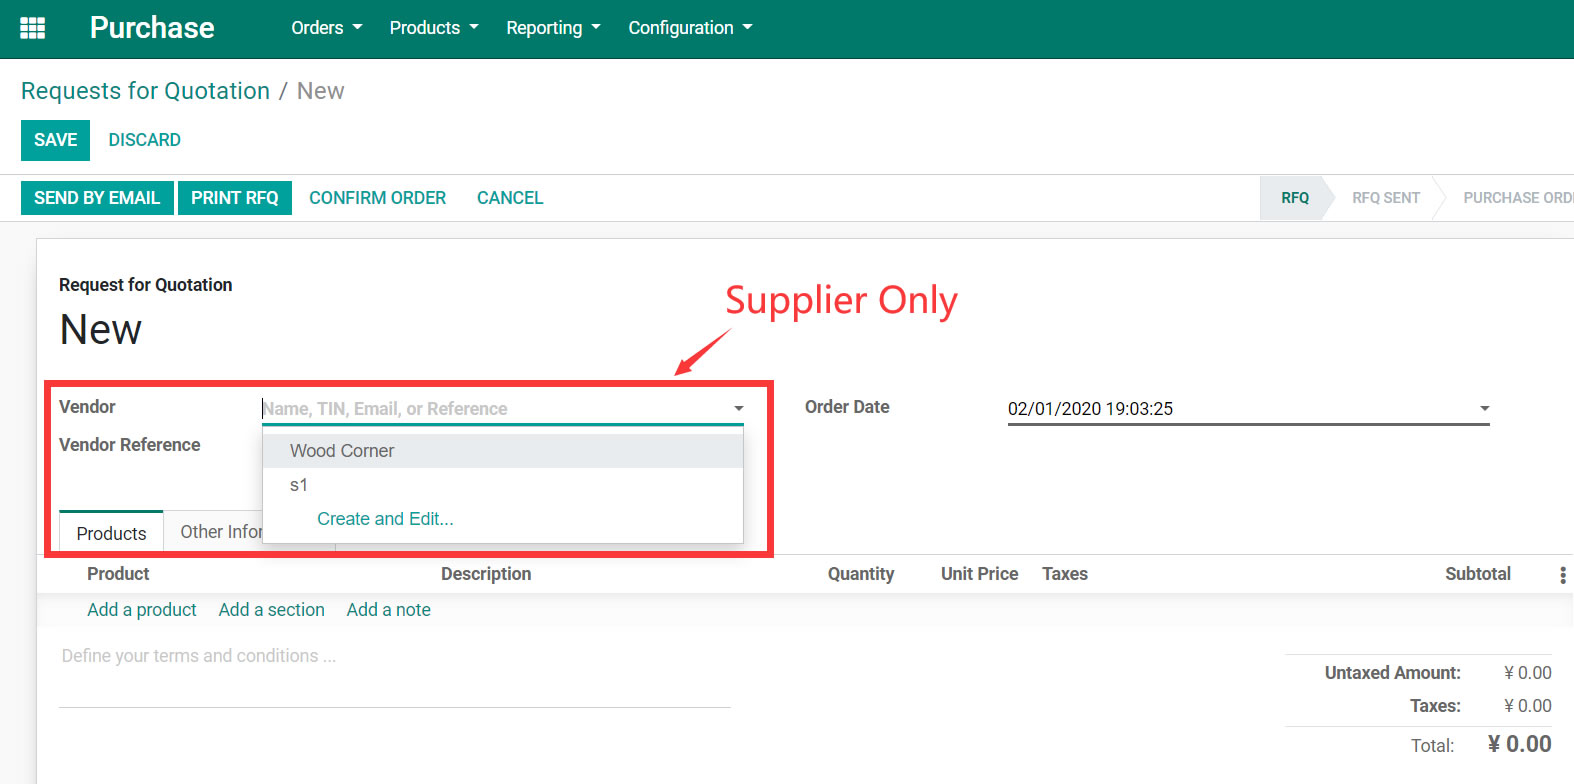 Purchase Orders Products Reporting Configuration
Requests for Quotation / New
SAVE DISCARD
SEND BY EMAIL PRINT RFQ CONFIRM ORDER CANCEL RFQ RFQ SENT PURCHASE ORD
Request for Quotation
Supplier Only
New
Vendor Name, TIN, Email, or Reference Order Date 02/01/2020 19:03:25
Vendor Reference Wood Corner
s1
Create and Edit...
Products Other Infor
Product Description Quantity Unit Price Taxes Subtotal
Add a product Add a section Add a note
Define your terms and conditions ...
Untaxed Amount: ¥ 0.00
Taxes: ¥ 0.00
Total: ¥ 0.00